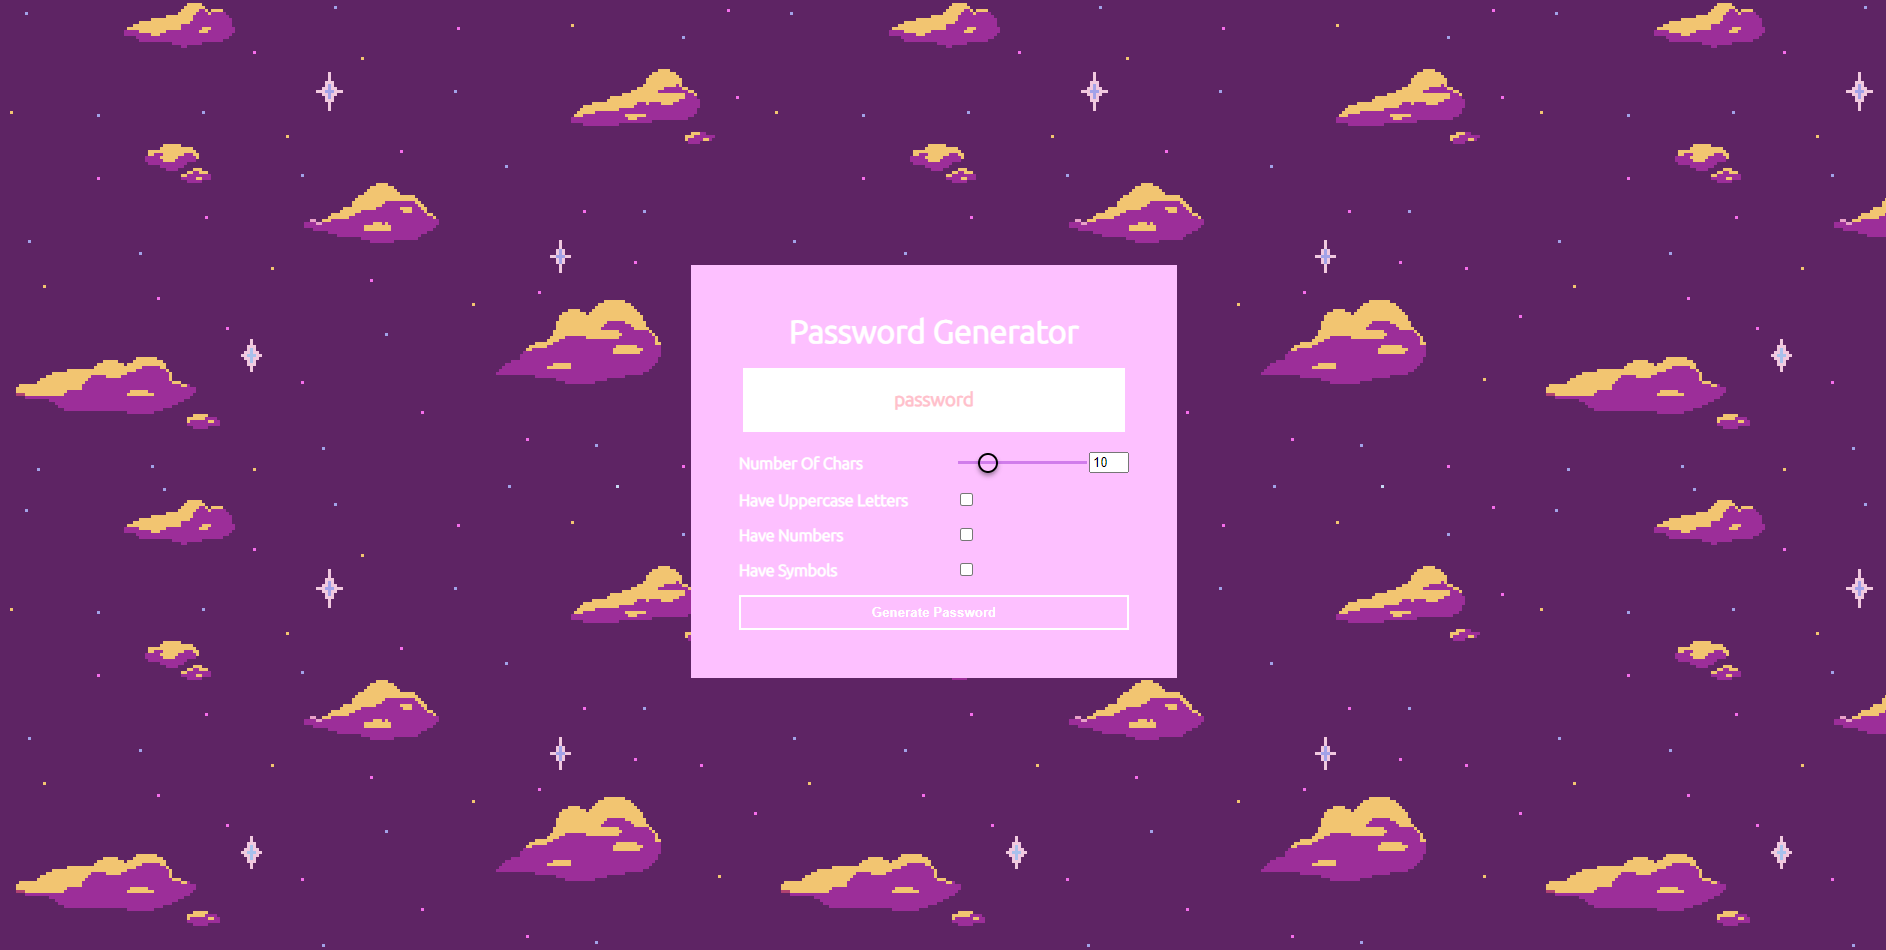 Password Generator
password
Number Of Chars 10
Have Uppercase Letters
Have Numbers
Have Symbols
Generate Password